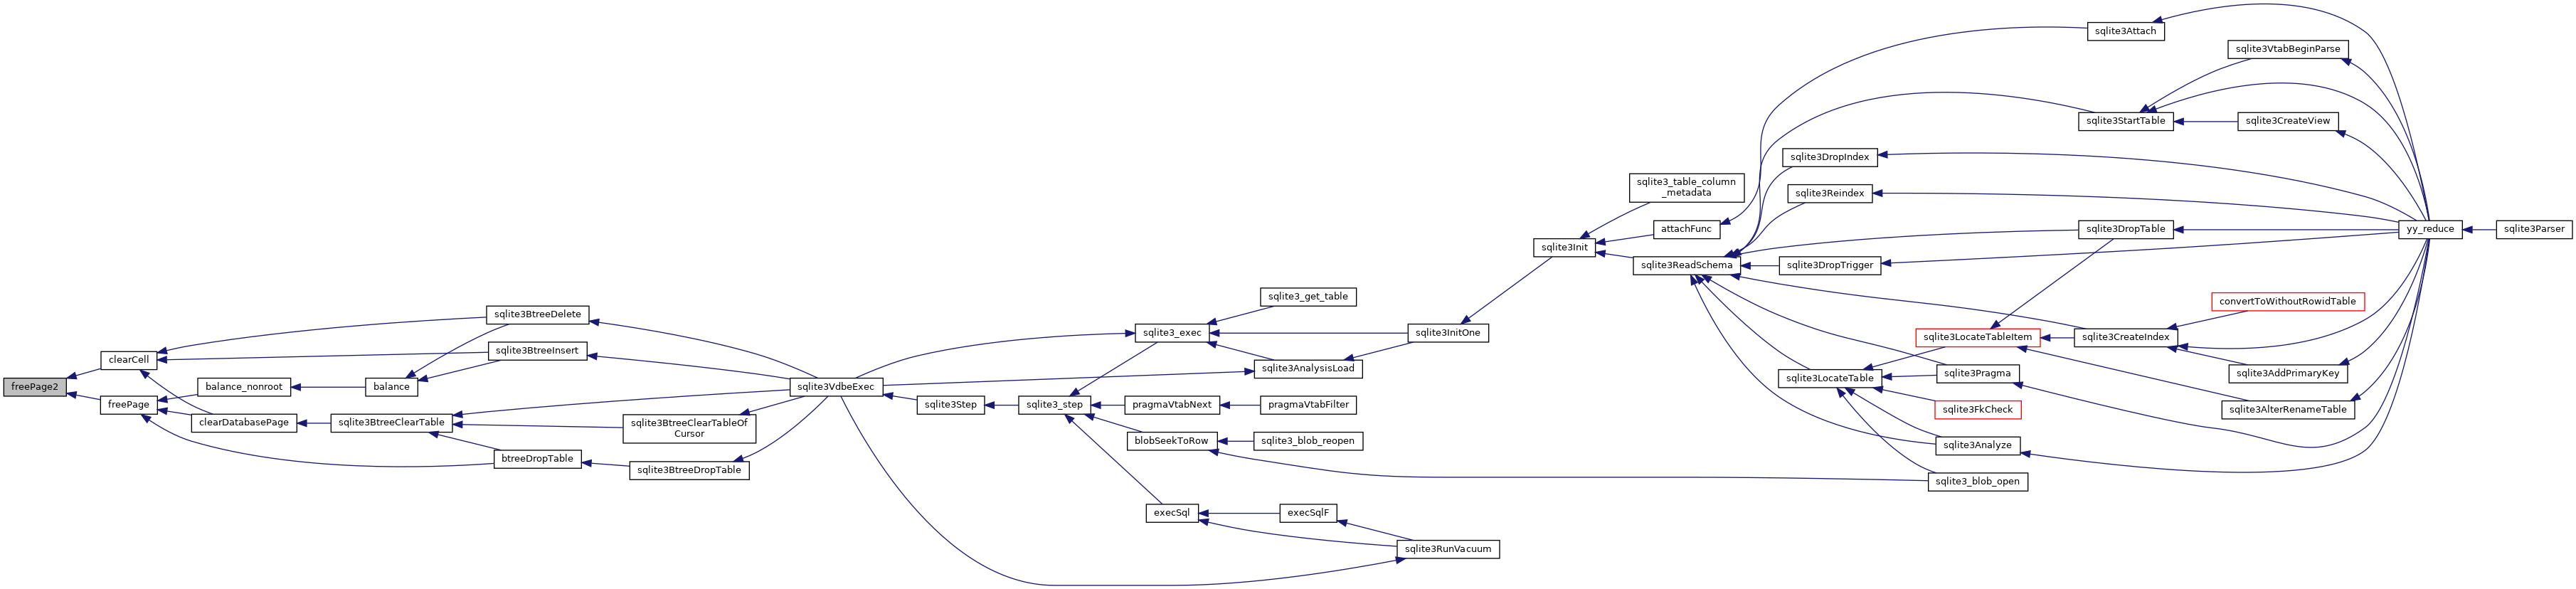 freePage2
clearCell
freePage
balance_nonroot
clearDatabasePage
balance
sqlite3BtreeClearTable
sqlite3BtreeDelete
sqlite3BtreeInsert
btreeDropTable
sqlite3BtreeClearTableOf
Cursor
sqlite3BtreeDropTable
sqlite3VdbeExec
sqlite3Step
sqlite3_step
sqlite3_exec
pragmaVtabNext
blobSeekToRow
execSql
sqlite3_get_table
sqlite3AnalysisLoad
pragmaVtabFilter
sqlite3_blob_reopen
execSqlF
sqlite3InitOne
sqlite3RunVacuum
sqlite3Init
sqlite3_table_column
_metadata
attachFunc
sqlite3ReadSchema
sqlite3DropIndex
sqlite3Reindex
sqlite3DropTrigger
sqlite3LocateTable
sqlite3LocateTableItem
sqlite3Pragma
sqlite3FkCheck
sqlite3Analyze
sqlite3_blob_open
sqlite3Attach
sqlite3StartTable
sqlite3DropTable
sqlite3CreateIndex
sqlite3VtabBeginParse
sqlite3CreateView
convertToWithoutRowidTable
sqlite3AddPrimaryKey
sqlite3AlterRenameTable
yy_reduce
sqlite3Parser